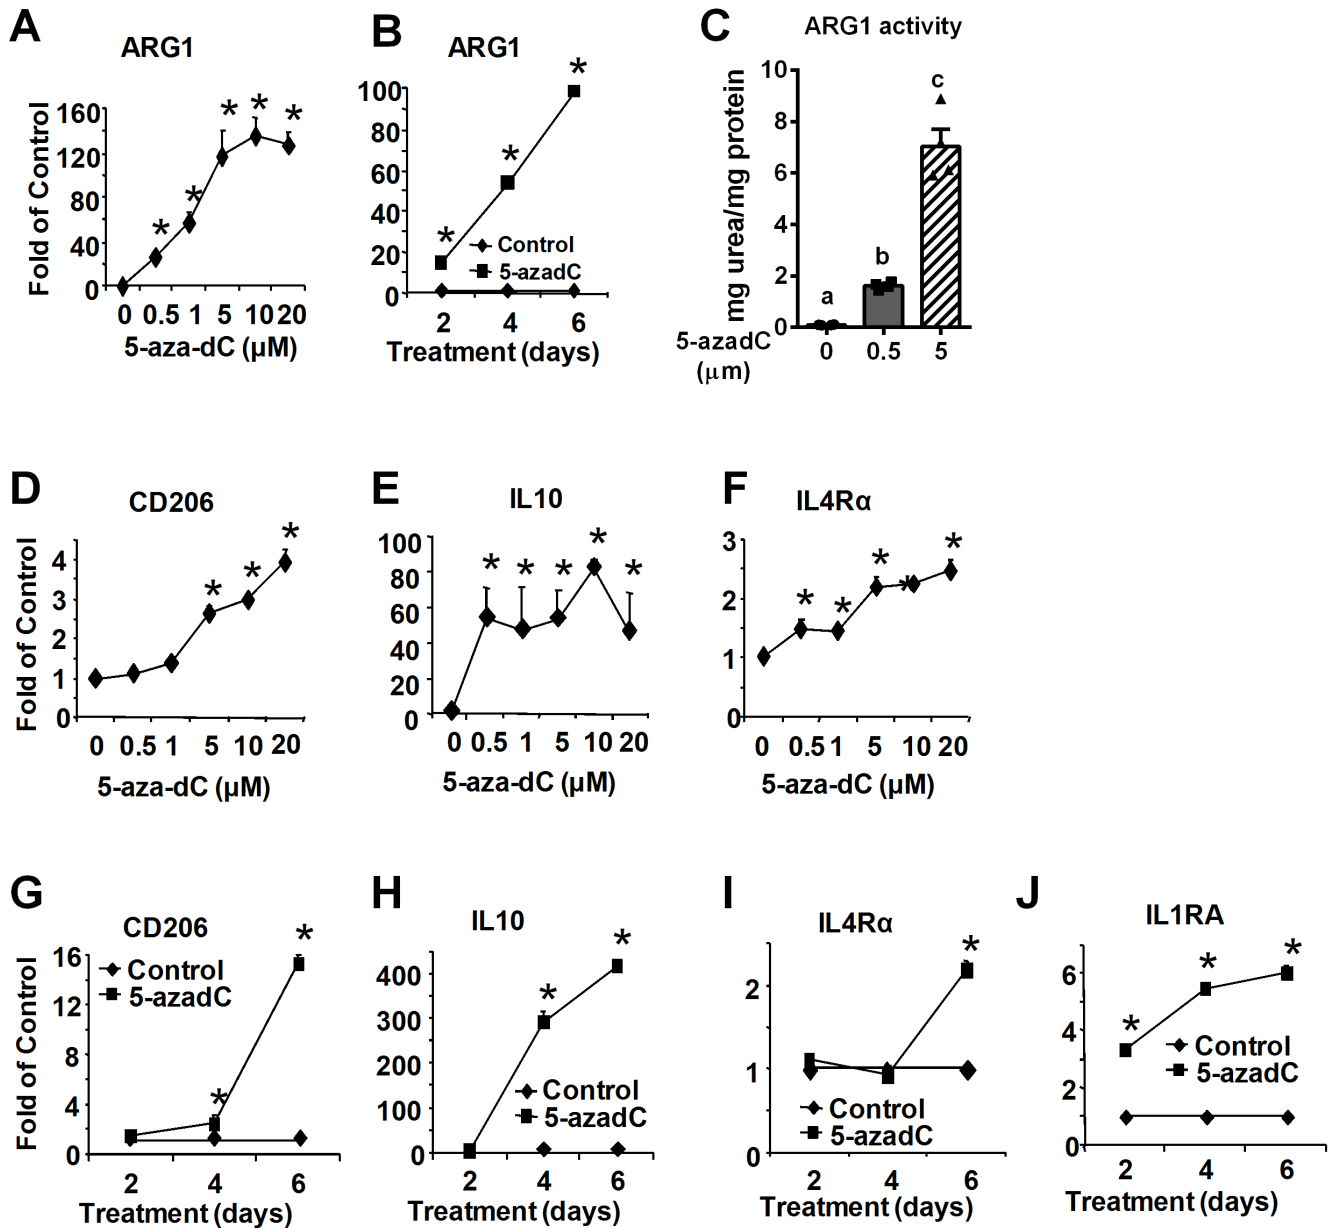 A
ARG1
Fold of Control
160
120
80
40
0
* * * * *
0 0.5 1 5 10 20
5-aza-dC (µM)
B
ARG1
100
80
60
40
20
0
* * *
Control
5-azadC
2 4 6
Treatment (days)
C
ARG1 activity
mg urea/mg protein
10
8
6
4
2
0
a b c
5-azadC
(µm)
0 0.5 5
D
CD206
Fold of Control
4
3
2
1
0
* * *
0 0.5 1 5 10 20
5-aza-dC (µM)
E
IL10
100
80
60
40
20
0
* * * * *
0 0.5 1 5 10 20
5-aza-dC (µM)
F
IL4Rα
3
2
1
0
* * * * *
0 0.5 1 5 10 20
5-aza-dC (µM)
G
CD206
Fold of Control
16
12
8
4
0
Control
5-azadC
* *
2 4 6
Treatment (days)
H
IL10
400
300
200
100
0
* *
Control
5-azadC
2 4 6
Treatment (days)
I
IL4Rα
2
1
0
*
Control
5-azadC
2 4 6
Treatment (days)
J
IL1RA
6
4
2
0
* * *
Control
5-azadC
2 4 6
Treatment (days)